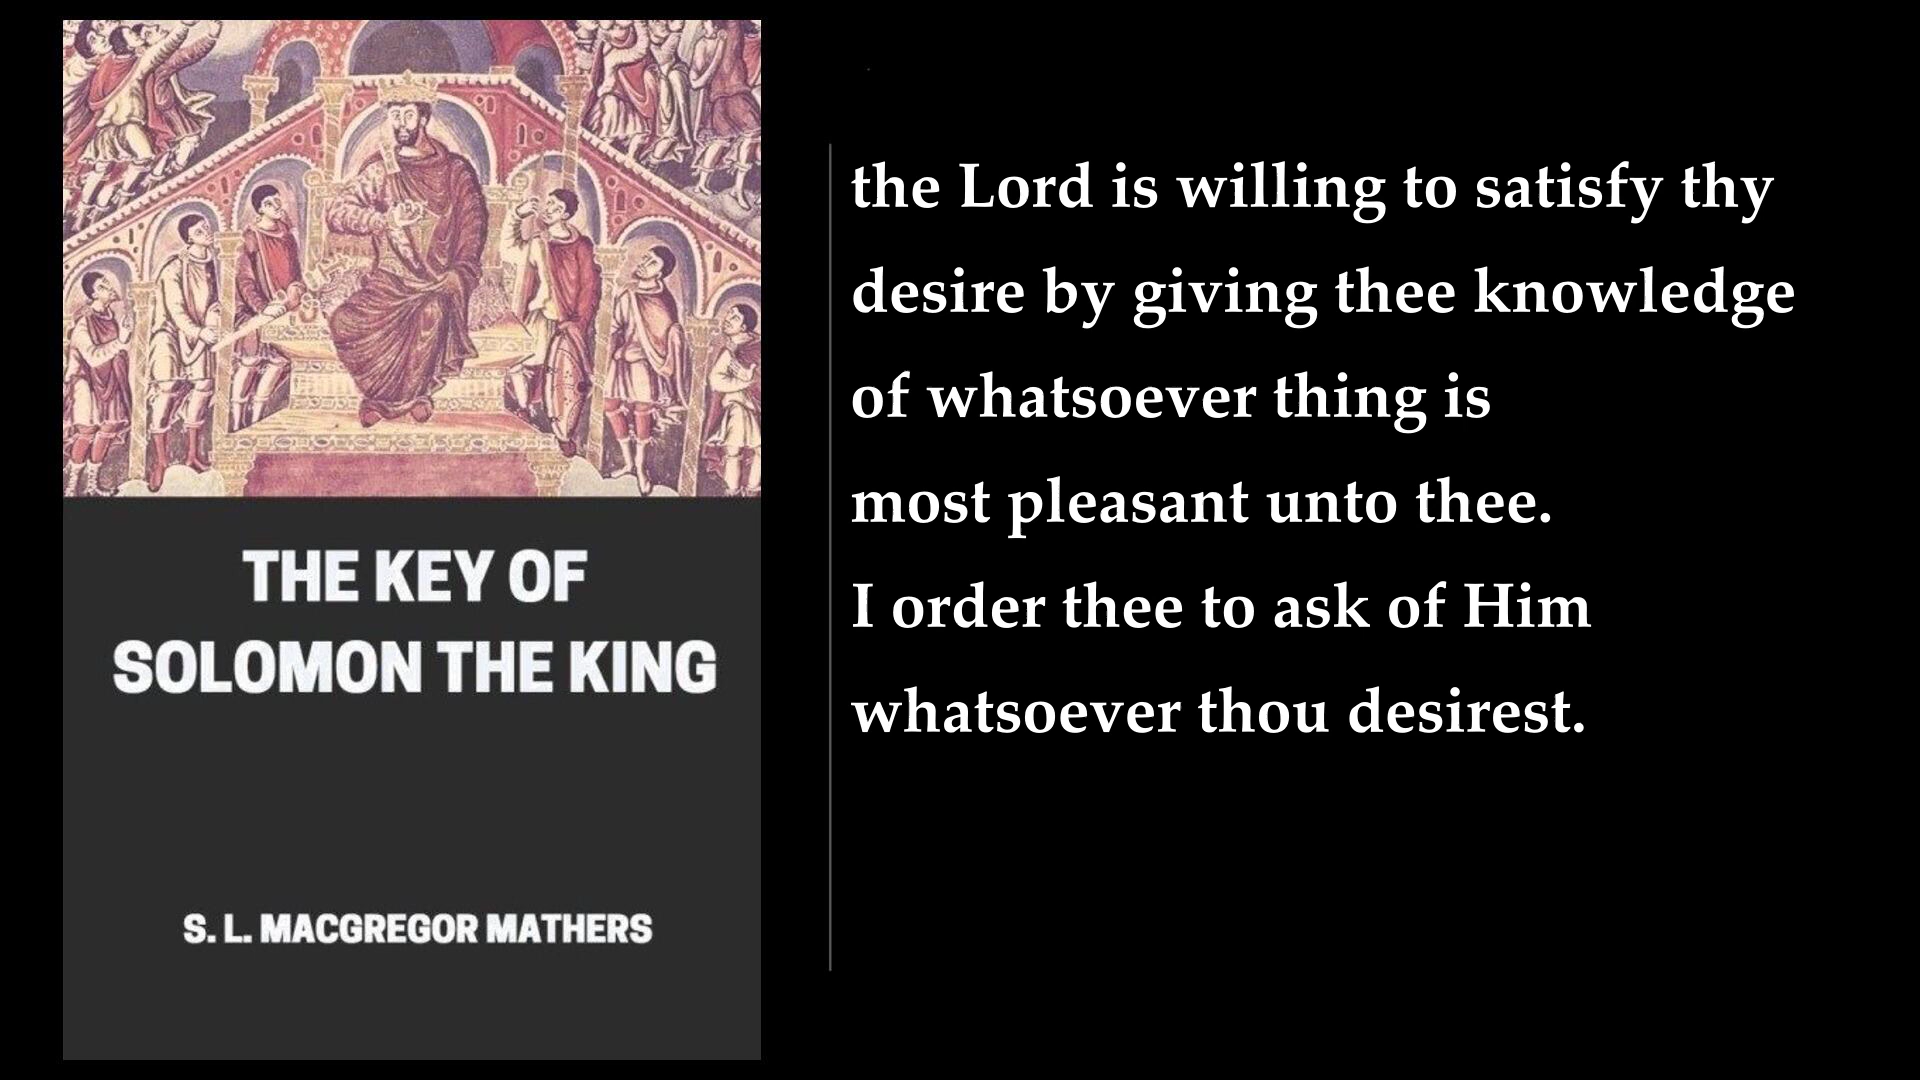 THE KEY OF
SOLOMON THE KING
S. L. MACGREGOR MATHERS
the Lord is willing to satisfy thy
desire by giving thee knowledge
of whatsoever thing is
most pleasant unto thee.
I order thee to ask of Him
whatsoever thou desirest.